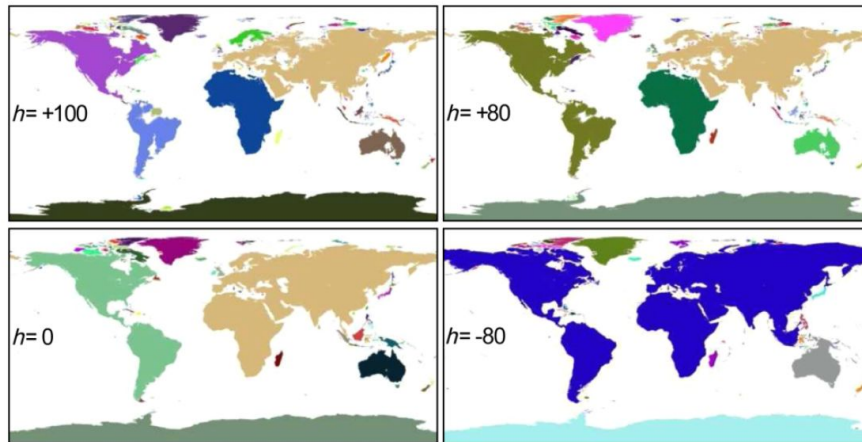 h= +100
h= +80
h= 0
h= -80